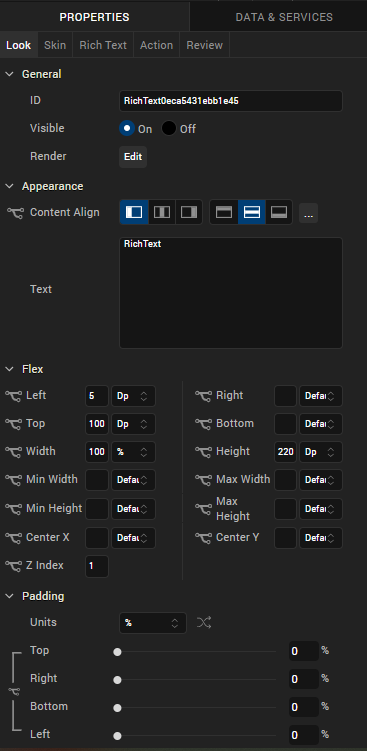 PROPERTIES DATA & SERVICES
Look Skin Rich Text Action Review
General
ID RichText0eca5431ebb1e45
Visible On Off
Render Edit
Appearance
Content Align ...
Text RichText
Flex
Left 5 Dp Right Defau
Top 100 Dp Bottom Defau
Width 100 % Height 220 Dp
Min Width Defau Max Width Defau
Min Height Defau Max Height Defau
Center X Defau Center Y Defau
Z Index 1
Padding
Units %
Top 0 %
Right 0 %
Bottom 0 %
Left 0 %